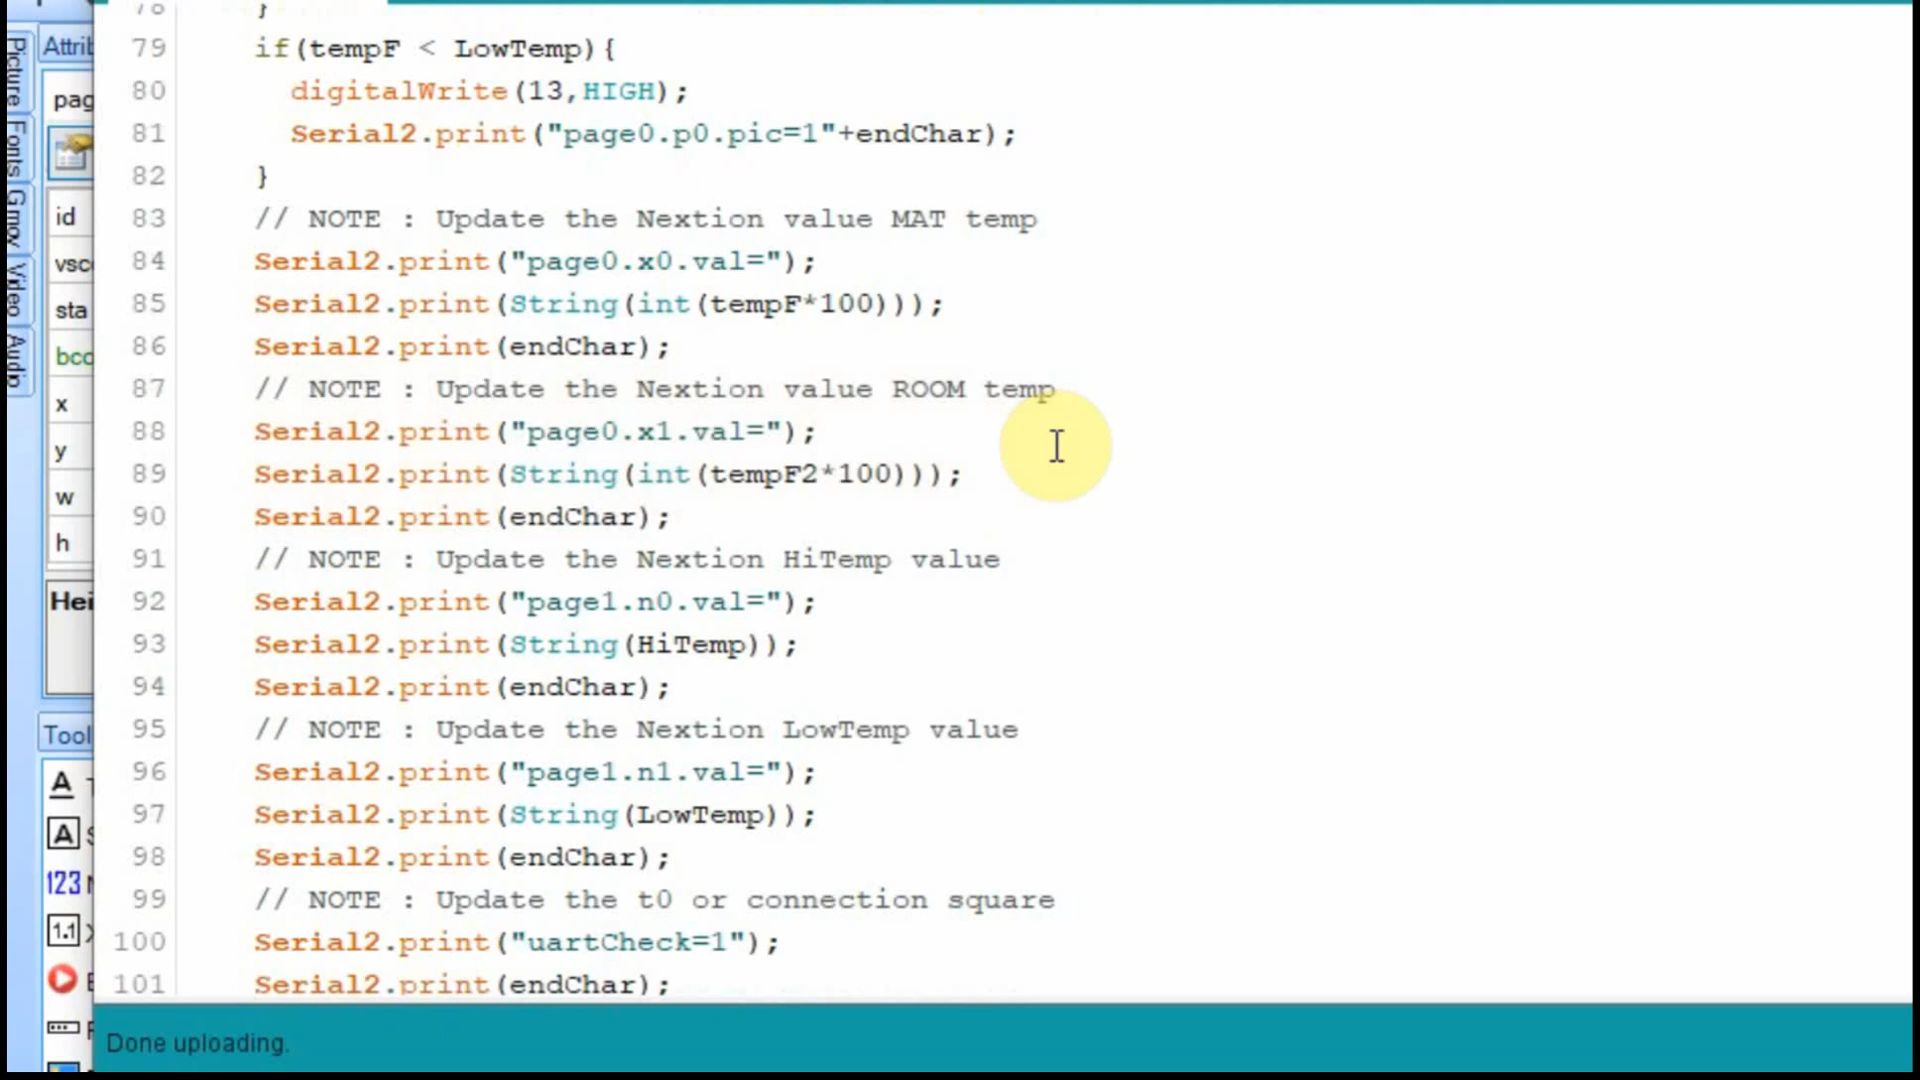 78 }
79 if(tempF < LowTemp){
80 digitalWrite(13,HIGH);
81 Serial2.print("page0.p0.pic=1"+endChar);
82 }
83 // NOTE : Update the Nextion value MAT temp
84 Serial2.print("page0.x0.val=");
85 Serial2.print(String(int(tempF*100)));
86 Serial2.print(endChar);
87 // NOTE : Update the Nextion value ROOM temp
88 Serial2.print("page0.x1.val=");
89 Serial2.print(String(int(tempF2*100)));
90 Serial2.print(endChar);
91 // NOTE : Update the Nextion HiTemp value
92 Serial2.print("page1.n0.val=");
93 Serial2.print(String(HiTemp));
94 Serial2.print(endChar);
95 // NOTE : Update the Nextion LowTemp value
96 Serial2.print("page1.n1.val=");
97 Serial2.print(String(LowTemp));
98 Serial2.print(endChar);
99 // NOTE : Update the t0 or connection square
100 Serial2.print("uartCheck=1");
101 Serial2.print(endChar);
Done uploading.
Picture
Fonts
Gmov
Video
Audio
Attrib
pag
id
vsc
sta
bco
x
y
w
h
Hei
Tool
A
A
123
1.1